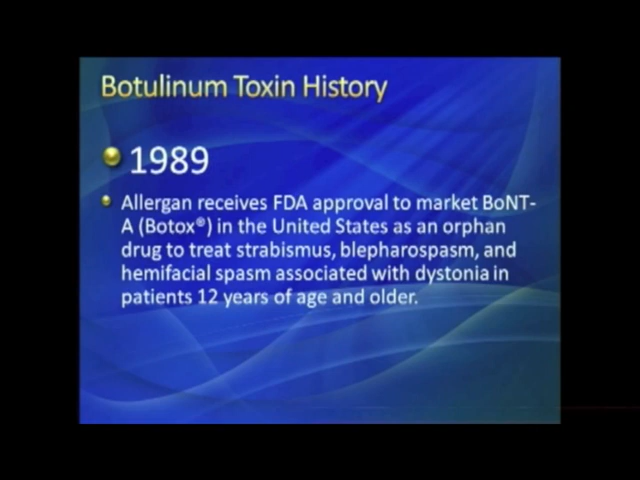 Botulinum Toxin History
1989
Allergan receives FDA approval to market BoNT-
A (Botox®) in the United States as an orphan
drug to treat strabismus, blepharospasm, and
hemifacial spasm associated with dystonia in
patients 12 years of age and older.